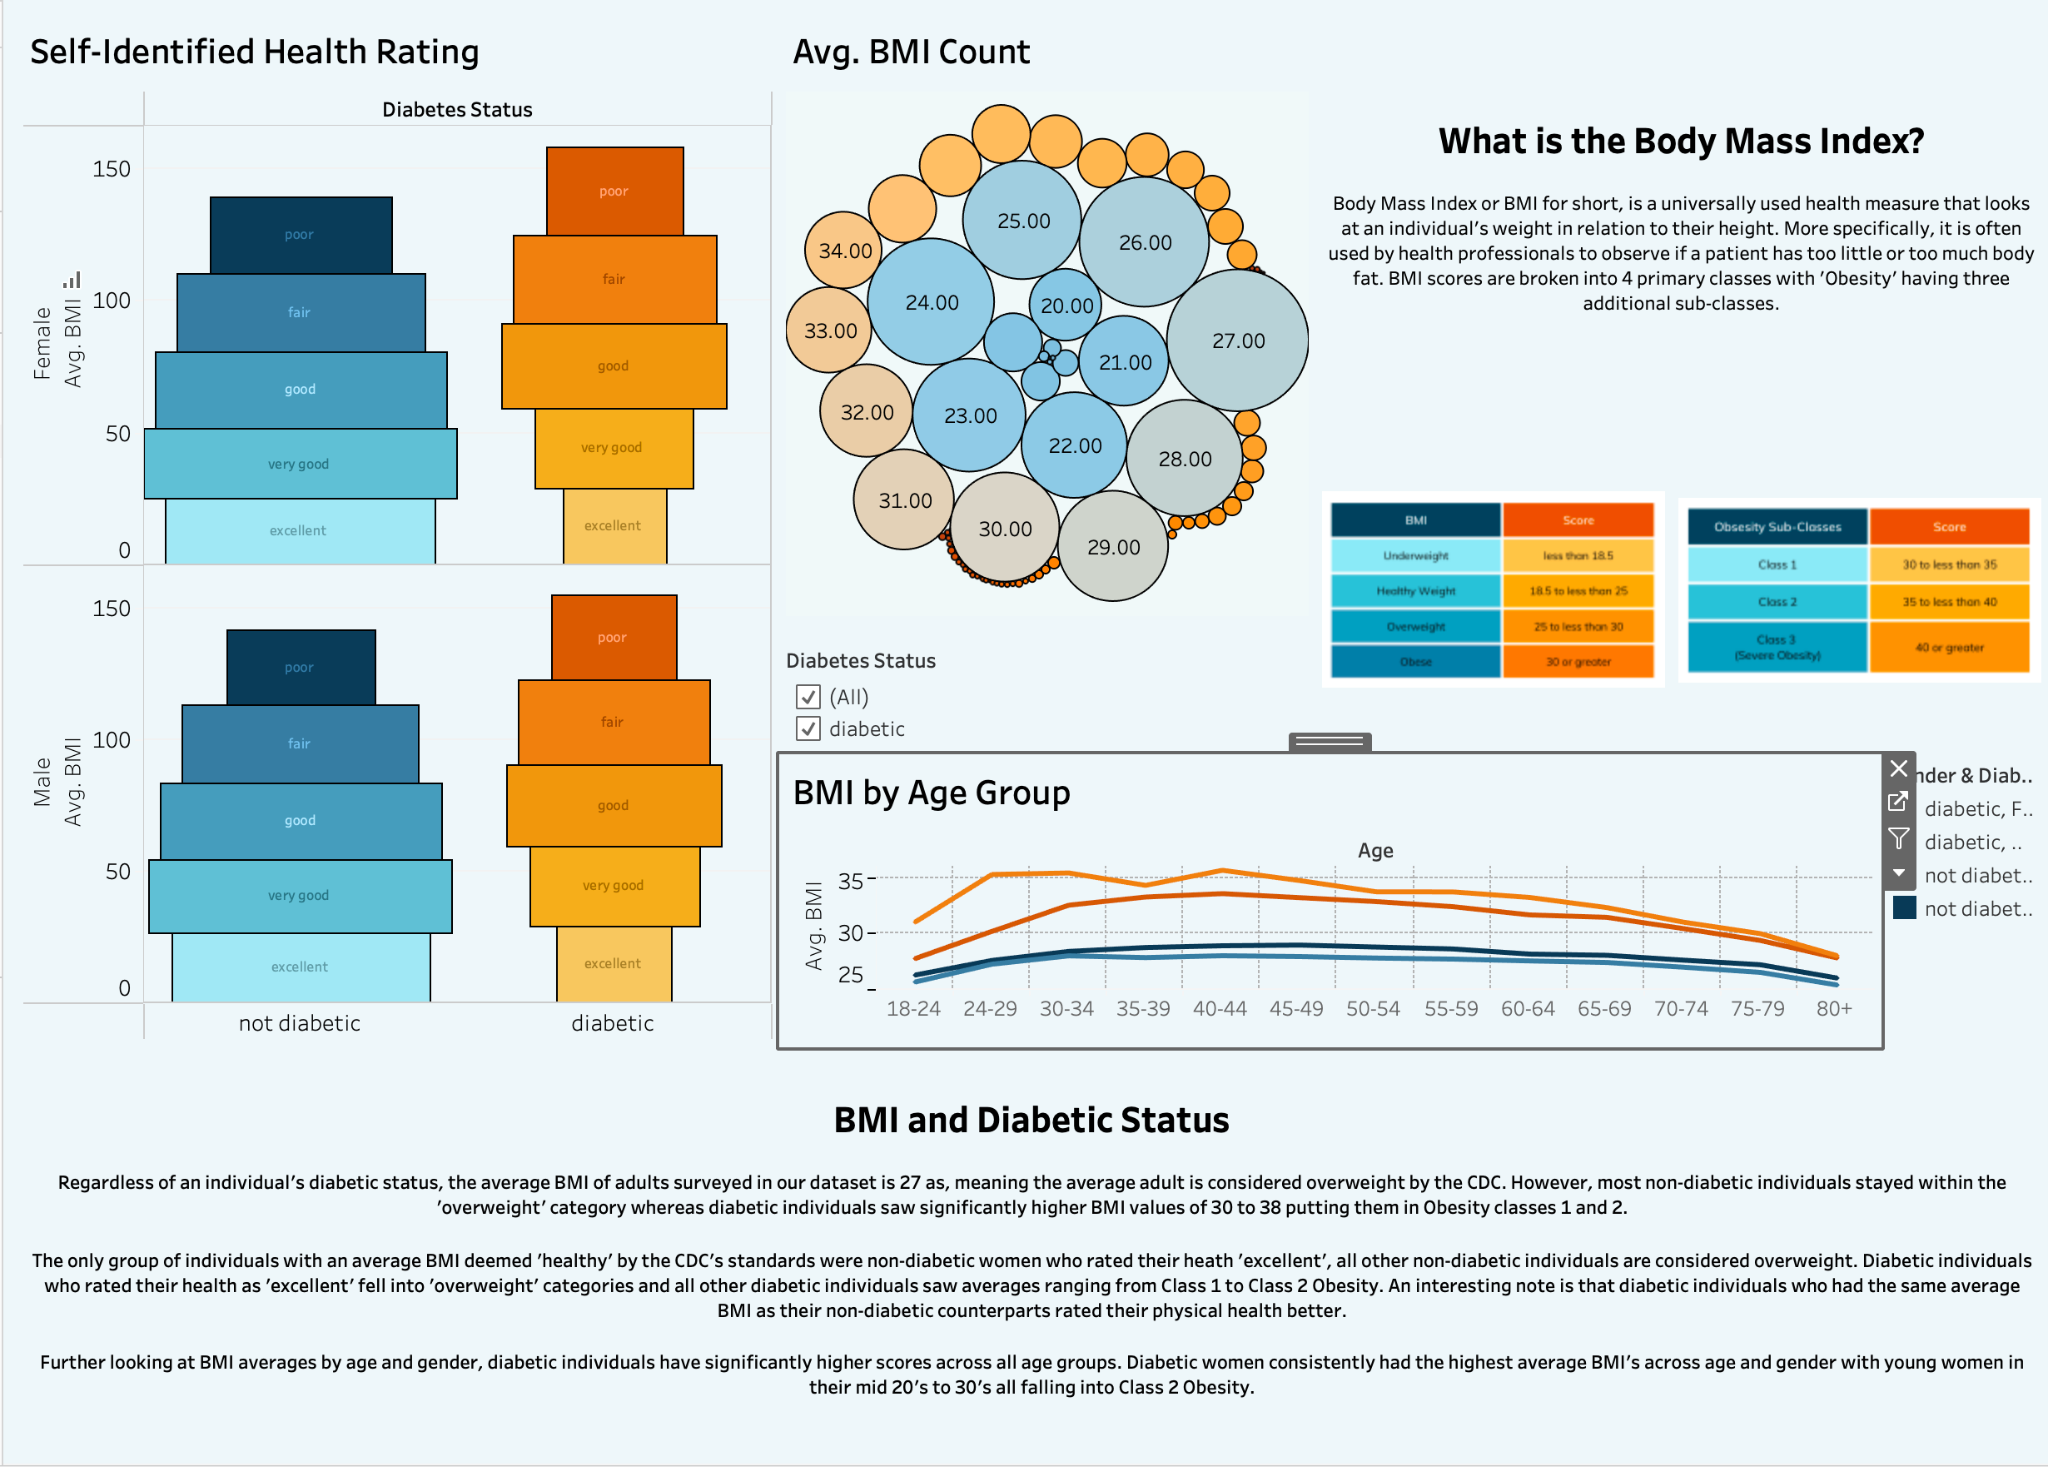 Self-Identified Health Rating
Diabetes Status
Female
Avg. BMI
150
100
50
0
poor
fair
good
very good
excellent
poor
fair
good
very good
excellent
Male
Avg. BMI
150
100
50
0
poor
fair
good
very good
excellent
poor
fair
good
very good
excellent
not diabetic
diabetic
Avg. BMI Count
25.00
26.00
34.00
24.00
20.00
33.00
27.00
21.00
32.00
23.00
22.00
28.00
31.00
30.00
29.00
Diabetes Status
(All)
diabetic
What is the Body Mass Index?
Body Mass Index or BMI for short, is a universally used health measure that looks
at an individual's weight in relation to their height. More specifically, it is often
used by health professionals to observe if a patient has too little or too much body
fat. BMI scores are broken into 4 primary classes with 'Obesity' having three
additional sub-classes.
BMI Score
Underweight less than 18.5
Healthy Weight 18.5 to less than 25
Overweight 25 to less than 30
Obese 30 or greater
Obsesity Sub-Classes Score
Class 1 30 to less than 35
Class 2 35 to less than 40
Class 3
(Severe Obesity) 40 or greater
BMI by Age Group
Age
Avg. BMI
35
30
25
18-24 24-29 30-34 35-39 40-44 45-49 50-54 55-59 60-64 65-69 70-74 75-79 80+
nder & Diab..
diabetic, F..
diabetic, ..
not diabet..
not diabet..
BMI and Diabetic Status
Regardless of an individual's diabetic status, the average BMI of adults surveyed in our dataset is 27 as, meaning the average adult is considered overweight by the CDC. However, most non-diabetic individuals stayed within the
'overweight' category whereas diabetic individuals saw significantly higher BMI values of 30 to 38 putting them in Obesity classes 1 and 2.
The only group of individuals with an average BMI deemed 'healthy' by the CDC's standards were non-diabetic women who rated their heath 'excellent', all other non-diabetic individuals are considered overweight. Diabetic individuals
who rated their health as 'excellent' fell into 'overweight' categories and all other diabetic individuals saw averages ranging from Class 1 to Class 2 Obesity. An interesting note is that diabetic individuals who had the same average
BMI as their non-diabetic counterparts rated their physical health better.
Further looking at BMI averages by age and gender, diabetic individuals have significantly higher scores across all age groups. Diabetic women consistently had the highest average BMI's across age and gender with young women in
their mid 20's to 30's all falling into Class 2 Obesity.